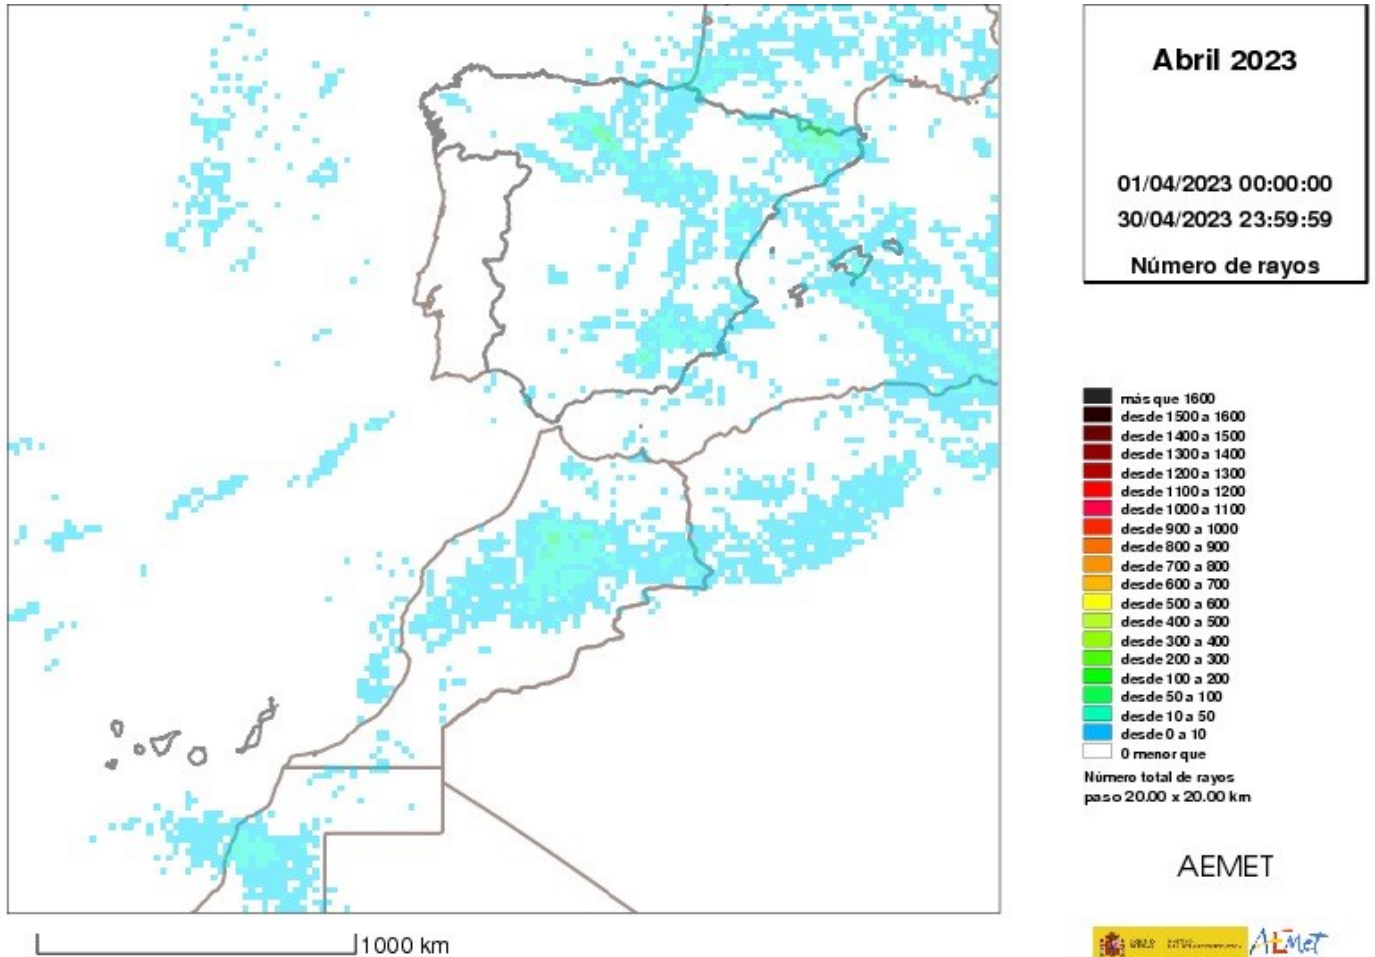 Abril 2023
01/04/2023 00:00:00
30/04/2023 23:59:59
Número de rayos
más que 1600
desde 1500 a 1600
desde 1400 a 1500
desde 1300 a 1400
desde 1200 a 1300
desde 1100 a 1200
desde 1000 a 1100
desde 900 a 1000
desde 800 a 900
desde 700 a 800
desde 600 a 700
desde 500 a 600
desde 400 a 500
desde 300 a 400
desde 200 a 300
desde 100 a 200
desde 50 a 100
desde 10 a 50
desde 0 a 10
0 menor que
Número total de rayos
paso 20.00 x 20.00 km
AEMET
1000 km
AEMet